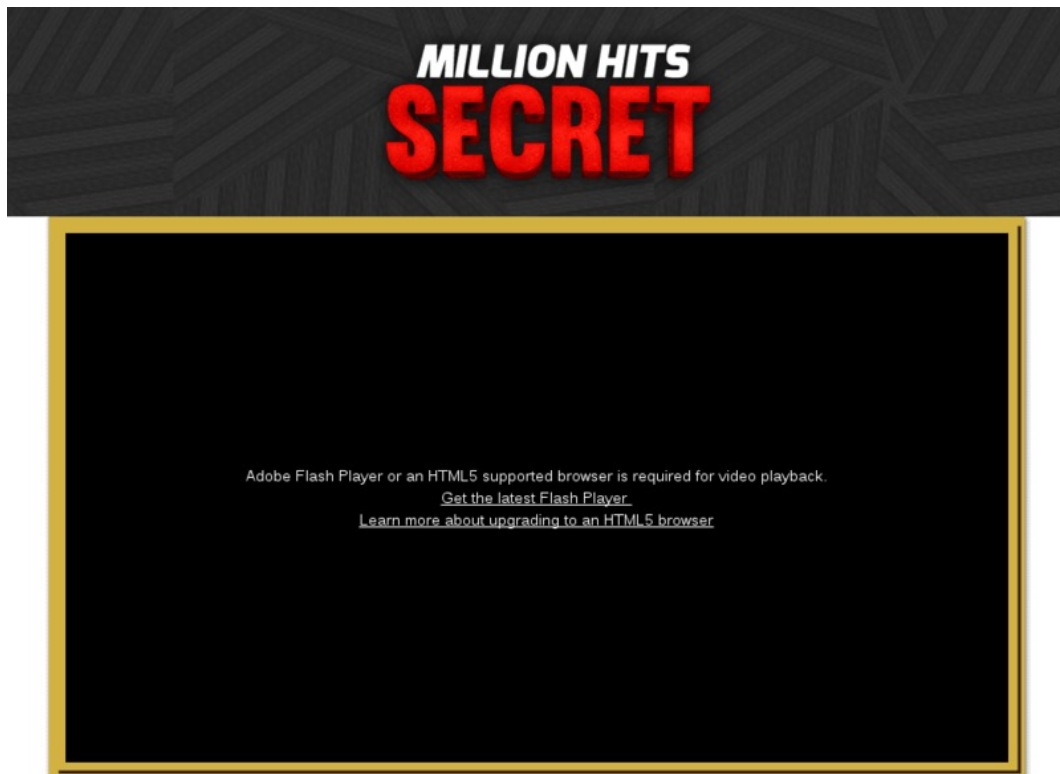 MILLION HITS
SECRET
Adobe Flash Player or an HTML5 supported browser is required for video playback.
Get the latest Flash Player
Learn more about upgrading to an HTML5 browser